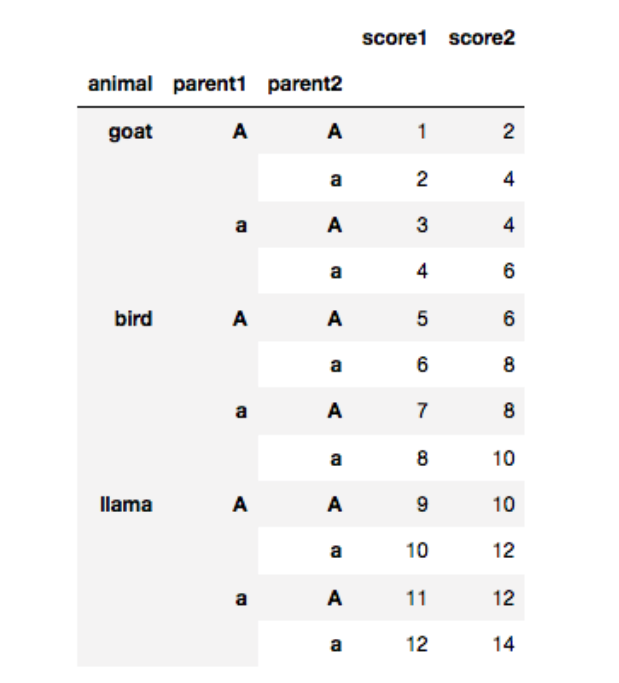 score1 score2
animal parent1 parent2
goat A A 1 2
a 2 4
a A 3 4
a 4 6
bird A A 5 6
a 6 8
a A 7 8
a 8 10
llama A A 9 10
a 10 12
a A 11 12
a 12 14